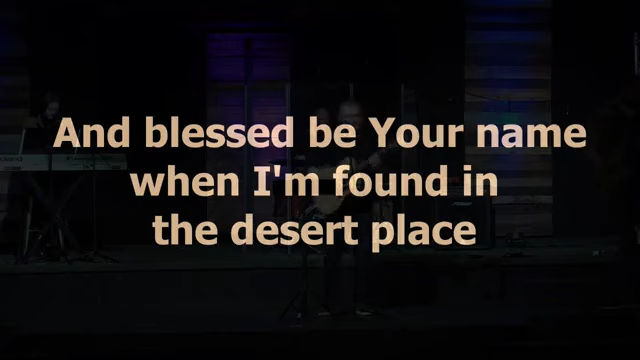 And blessed be Your name
when I'm found in
the desert place